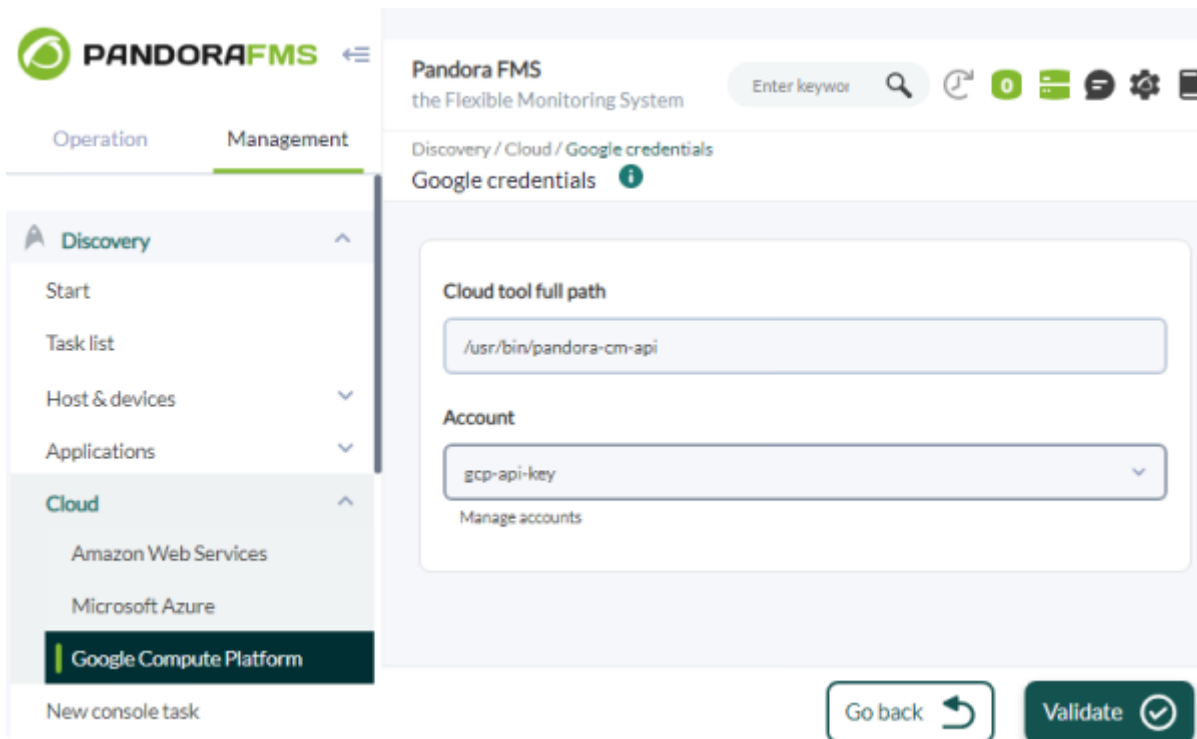 PANDORAFMS
Operation
Management
Discovery
Start
Task list
Host & devices
Applications
Cloud
Amazon Web Services
Microsoft Azure
Google Compute Platform
New console task
Pandora FMS
the Flexible Monitoring System
Enter keywor
0
Discovery / Cloud / Google credentials
Google credentials
Cloud tool full path
/usr/bin/pandora-cm-api
Account
gcp-api-key
Manage accounts
Go back
Validate